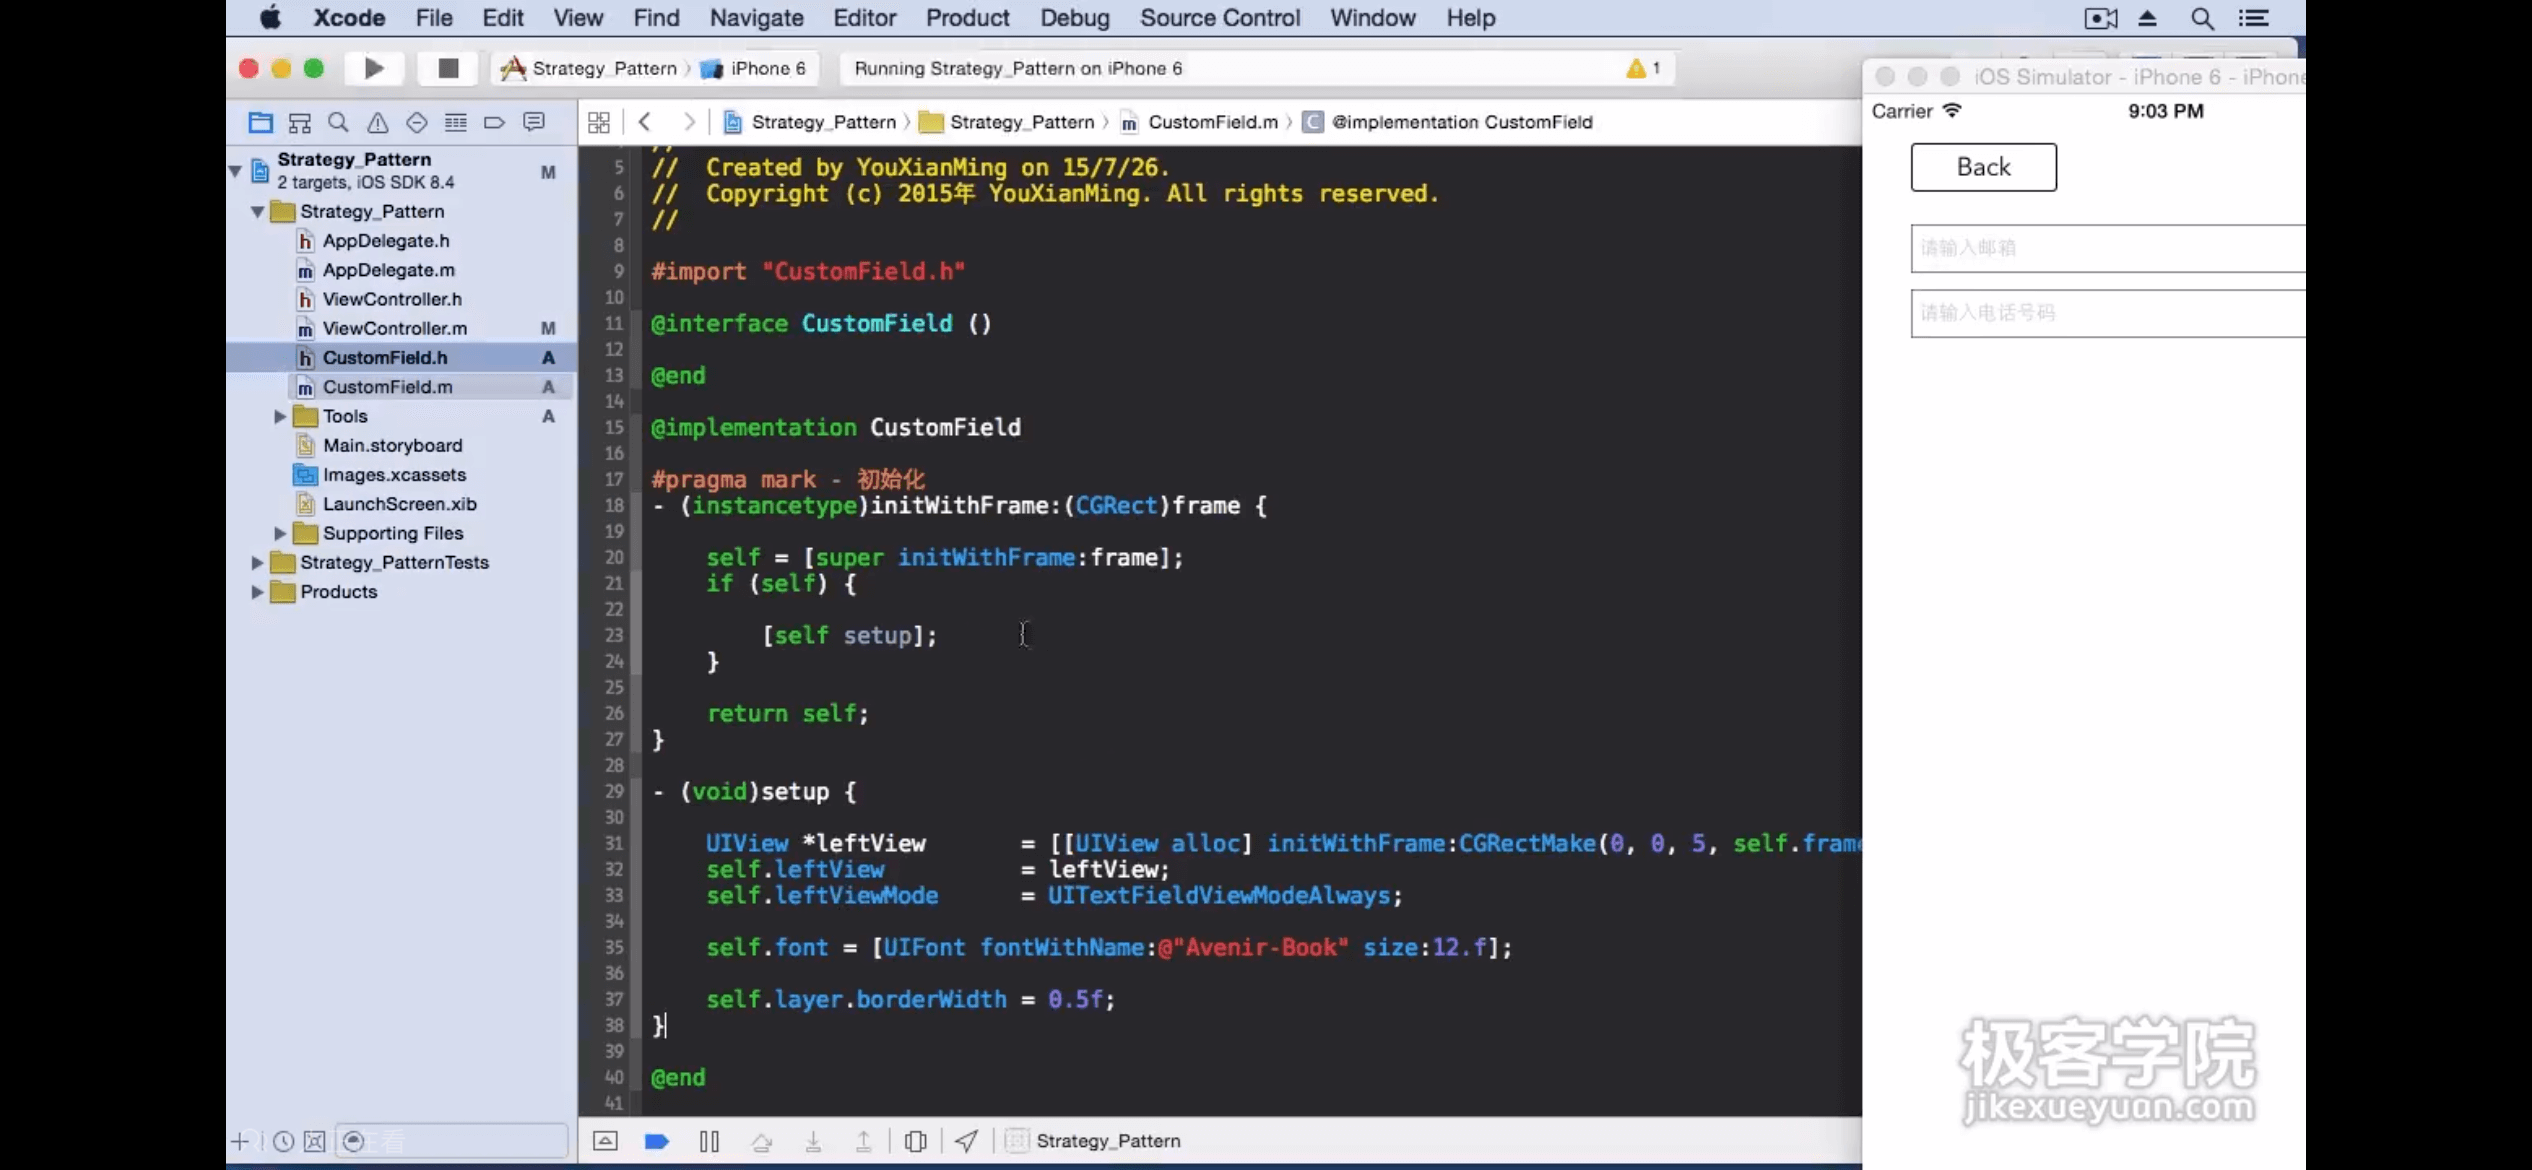 Xcode File Edit View Find Navigate Editor Product Debug Source Control Window Help
Strategy_Pattern iPhone 6
Running Strategy_Pattern on iPhone 6
1
iOS Simulator - iPhone 6 - iPhone
Carrier 9:03 PM
Back
请输入邮箱
请输入电话号码
Strategy_Pattern Strategy_Pattern CustomField.m @implementation CustomField
Strategy_Pattern
2 targets, iOS SDK 8.4 M
Strategy_Pattern
AppDelegate.h
AppDelegate.m
ViewController.h
ViewController.m M
CustomField.h A
CustomField.m A
Tools A
Main.storyboard
Images.xcassets
LaunchScreen.xib
Supporting Files
Strategy_PatternTests
Products
5 // Created by YouXianMing on 15/7/26.
6 // Copyright (c) 2015年 YouXianMing. All rights reserved.
7 //
8
9 #import "CustomField.h"
10
11 @interface CustomField ()
12
13 @end
14
15 @implementation CustomField
16
17 #pragma mark - 初始化
18 - (instancetype)initWithFrame:(CGRect)frame {
19
20 self = [super initWithFrame:frame];
21 if (self) {
22
23 [self setup];
24 }
25
26 return self;
27 }
28
29 - (void)setup {
30
31 UIView *leftView = [[UIView alloc] initWithFrame:CGRectMake(0, 0, 5, self.frame
32 self.leftView = leftView;
33 self.leftViewMode = UITextFieldViewModeAlways;
34
35 self.font = [UIFont fontWithName:@"Avenir-Book" size:12.f];
36
37 self.layer.borderWidth = 0.5f;
38 }
39
40 @end
41
Strategy_Pattern
极客学院
jikexueyuan.com